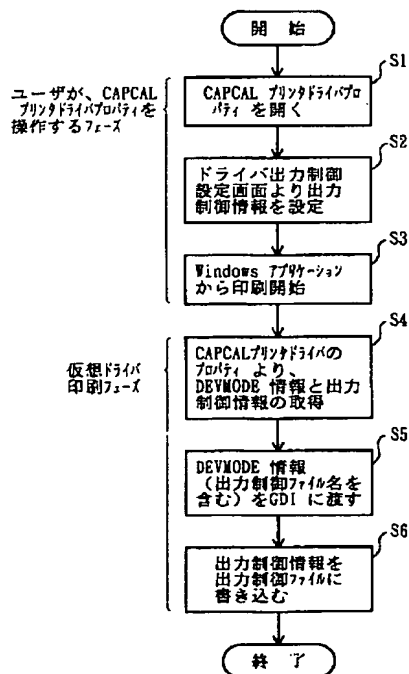 開 始
S1
ユーザが、CAPCAL
プリンタドライバプロパティを
操作するフェーズ
CAPCAL プリンタドライバプロ
パティ を開く
S2
ドライバ出力制御
設定画面より出力
制御情報を設定
S3
Windows アプリケーション
から印刷開始
S4
仮想ドライバ
印刷フェーズ
CAPCALプリンタドライバの
プロパティ より、
DEVMODE 情報と出力
制御情報の取得
S5
DEVMODE 情報
(出力制御ファイル名を
含む)をGDI に渡す
S6
出力制御情報を
出力制御ファイルに
書き込む
終 了